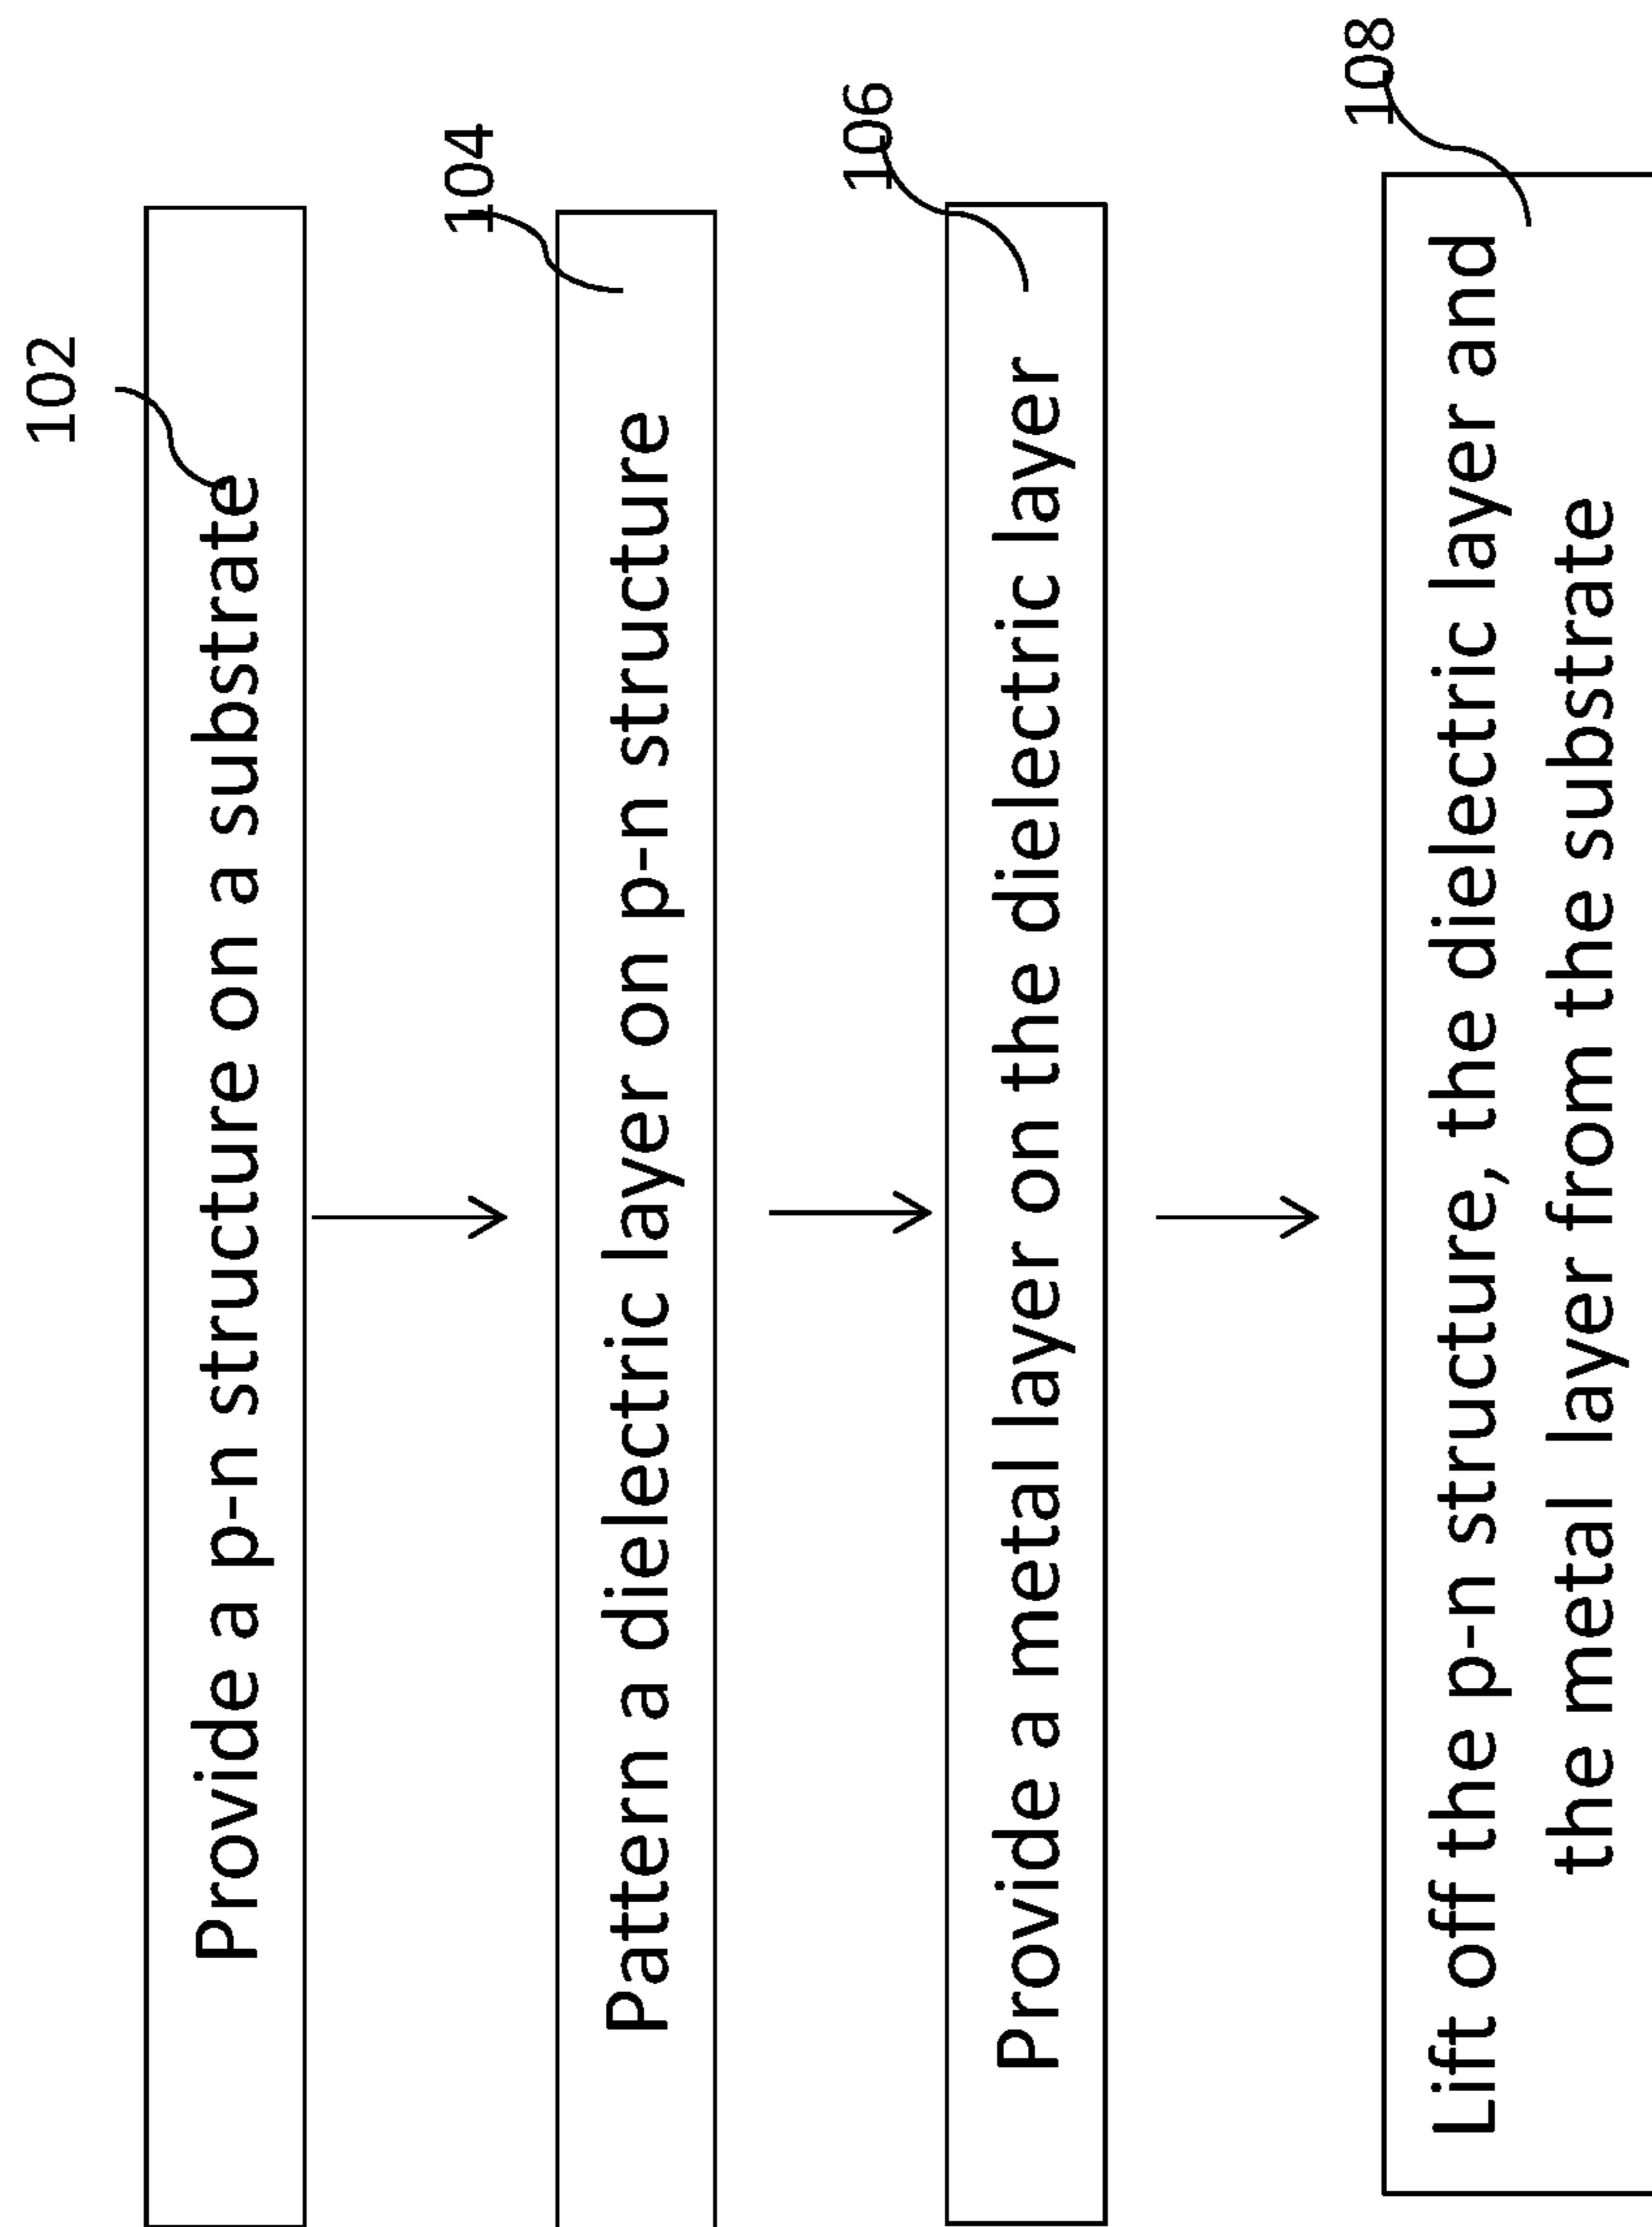 102
Provide a p-n structure on a substrate
104
Pattern a dielectric layer on p-n structure
106
Provide a metal layer on the dielectric layer
108
Lift off the p-n structure, the dielectric layer and
the metal layer from the substrate